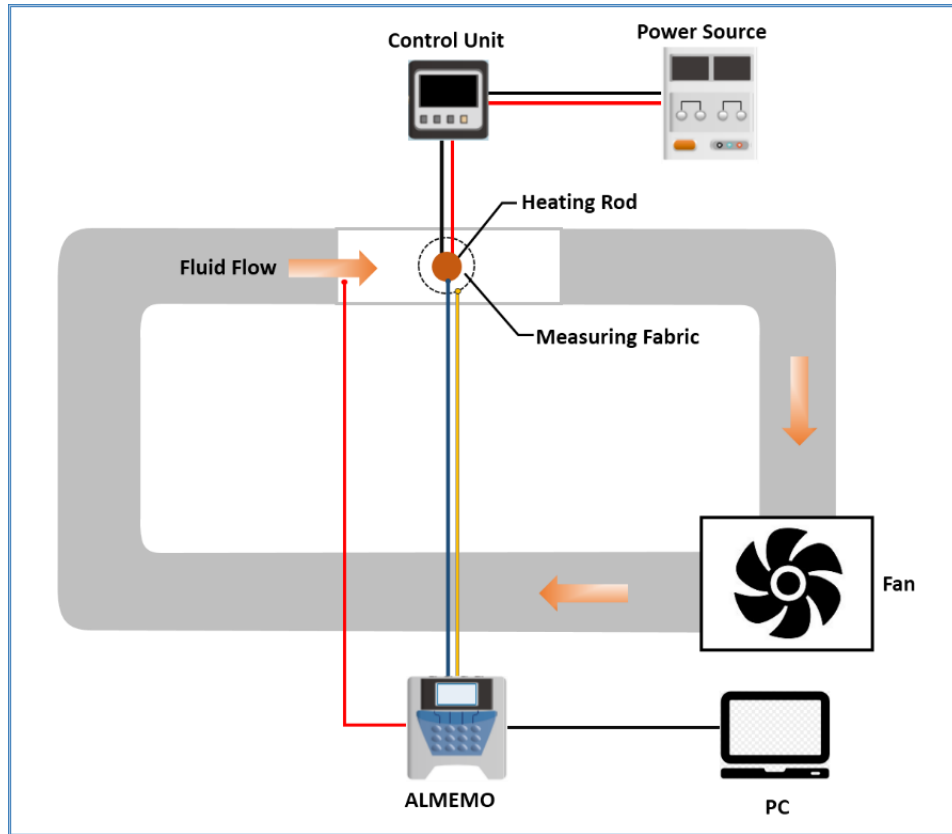 Control Unit
Power Source
Heating Rod
Fluid Flow
Measuring Fabric
Fan
ALMEMO
PC